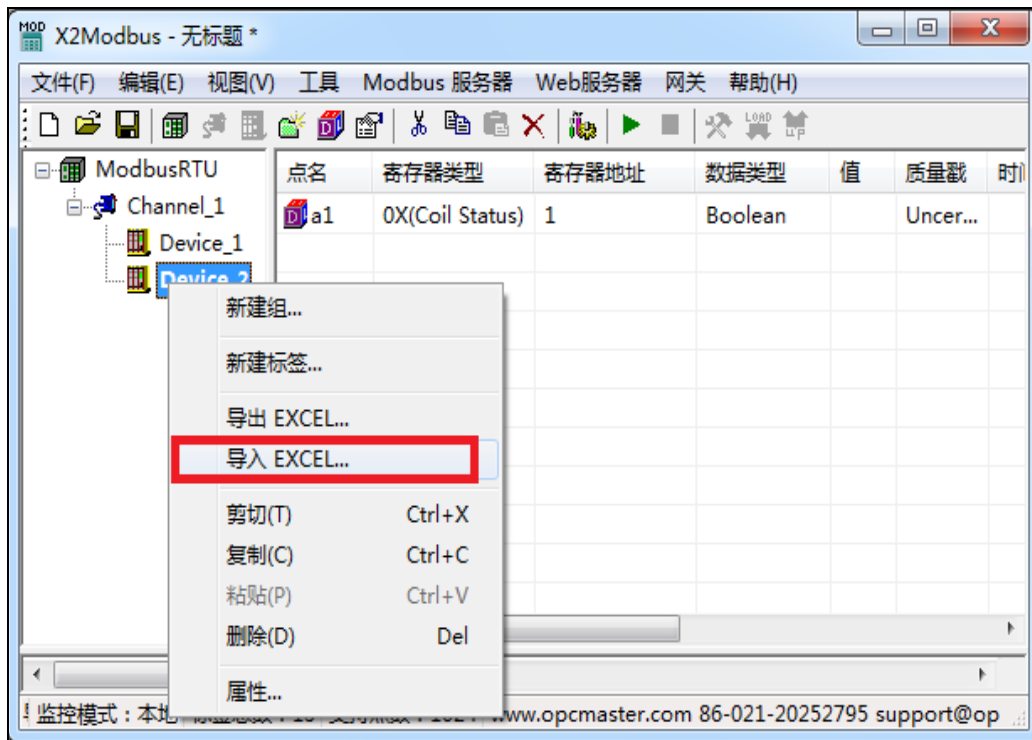 MOD X2Modbus - 无标题 *
文件(F) 编辑(E) 视图(V) 工具 Modbus 服务器 Web服务器 网关 帮助(H)
LOAD UP
ModbusRTU
Channel_1
Device_1
Device_2
点名 寄存器类型 寄存器地址 数据类型 值 质量戳
a1 0X(Coil Status) 1 Boolean Uncer...
新建组...
新建标签...
导出 EXCEL...
导入 EXCEL...
剪切(T) Ctrl+X
复制(C) Ctrl+C
粘贴(P) Ctrl+V
删除(D) Del
属性...
监控模式：本地 www.opcmaster.com 86-021-20252795 support@op